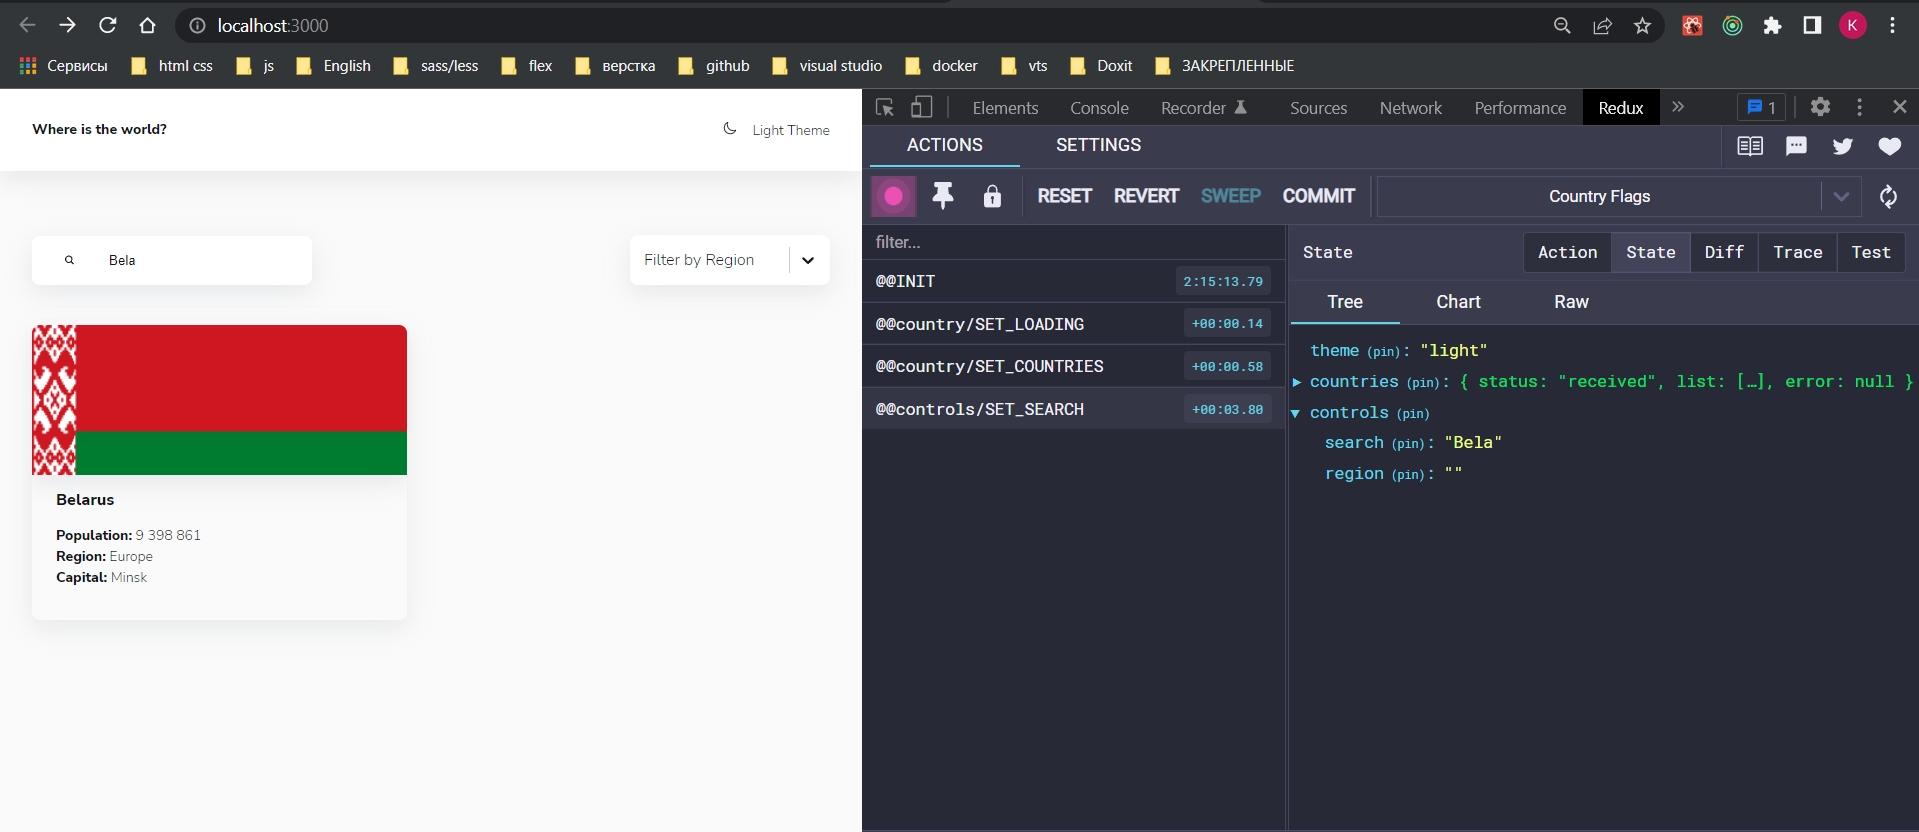 localhost:3000
K
Сервисы html css js English sass/less flex верстка github visual studio docker vts Doxit ЗАКРЕПЛЕННЫЕ
Where is the world?
Light Theme
Bela
Filter by Region
Belarus
Population: 9 398 861
Region: Europe
Capital: Minsk
Elements Console Recorder Sources Network Performance Redux » 1
ACTIONS SETTINGS
RESET REVERT SWEEP COMMIT Country Flags
filter...
@@INIT 2:15:13.79
@@country/SET_LOADING +00:00.14
@@country/SET_COUNTRIES +00:00.58
@@controls/SET_SEARCH +00:03.80
State Action State Diff Trace Test
Tree Chart Raw
theme (pin): "light"
countries (pin): { status: "received", list: […], error: null }
controls (pin)
search (pin): "Bela"
region (pin): ""